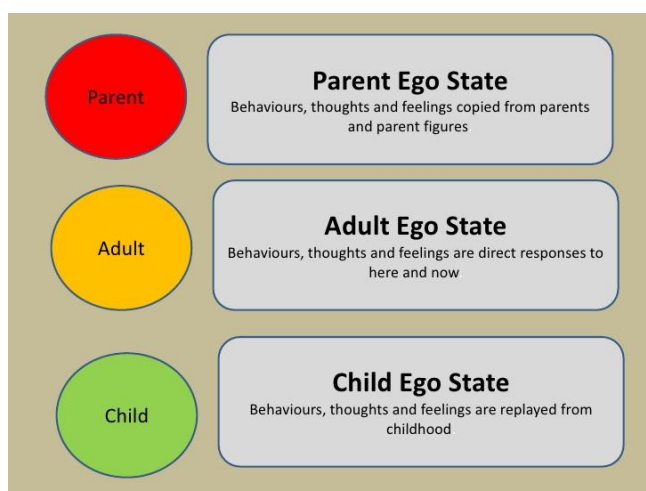 Parent
Parent Ego State
Behaviours, thoughts and feelings copied from parents
and parent figures
Adult
Adult Ego State
Behaviours, thoughts and feelings are direct responses to
here and now
Child
Child Ego State
Behaviours, thoughts and feelings are replayed from
childhood